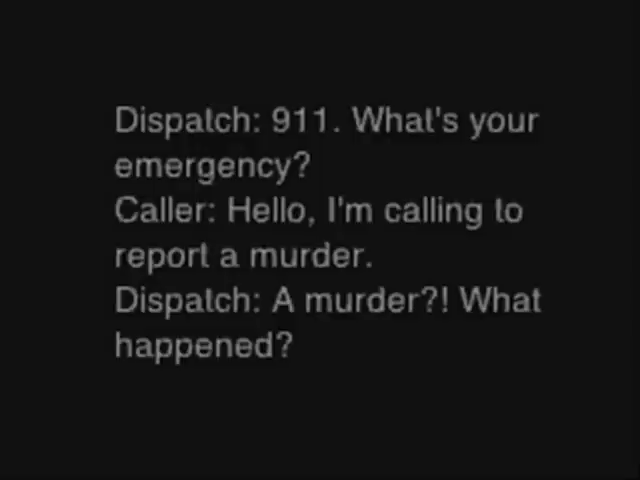 Dispatch: 911. What's your
emergency?
Caller: Hello, I'm calling to
report a murder.
Dispatch: A murder?! What
happened?